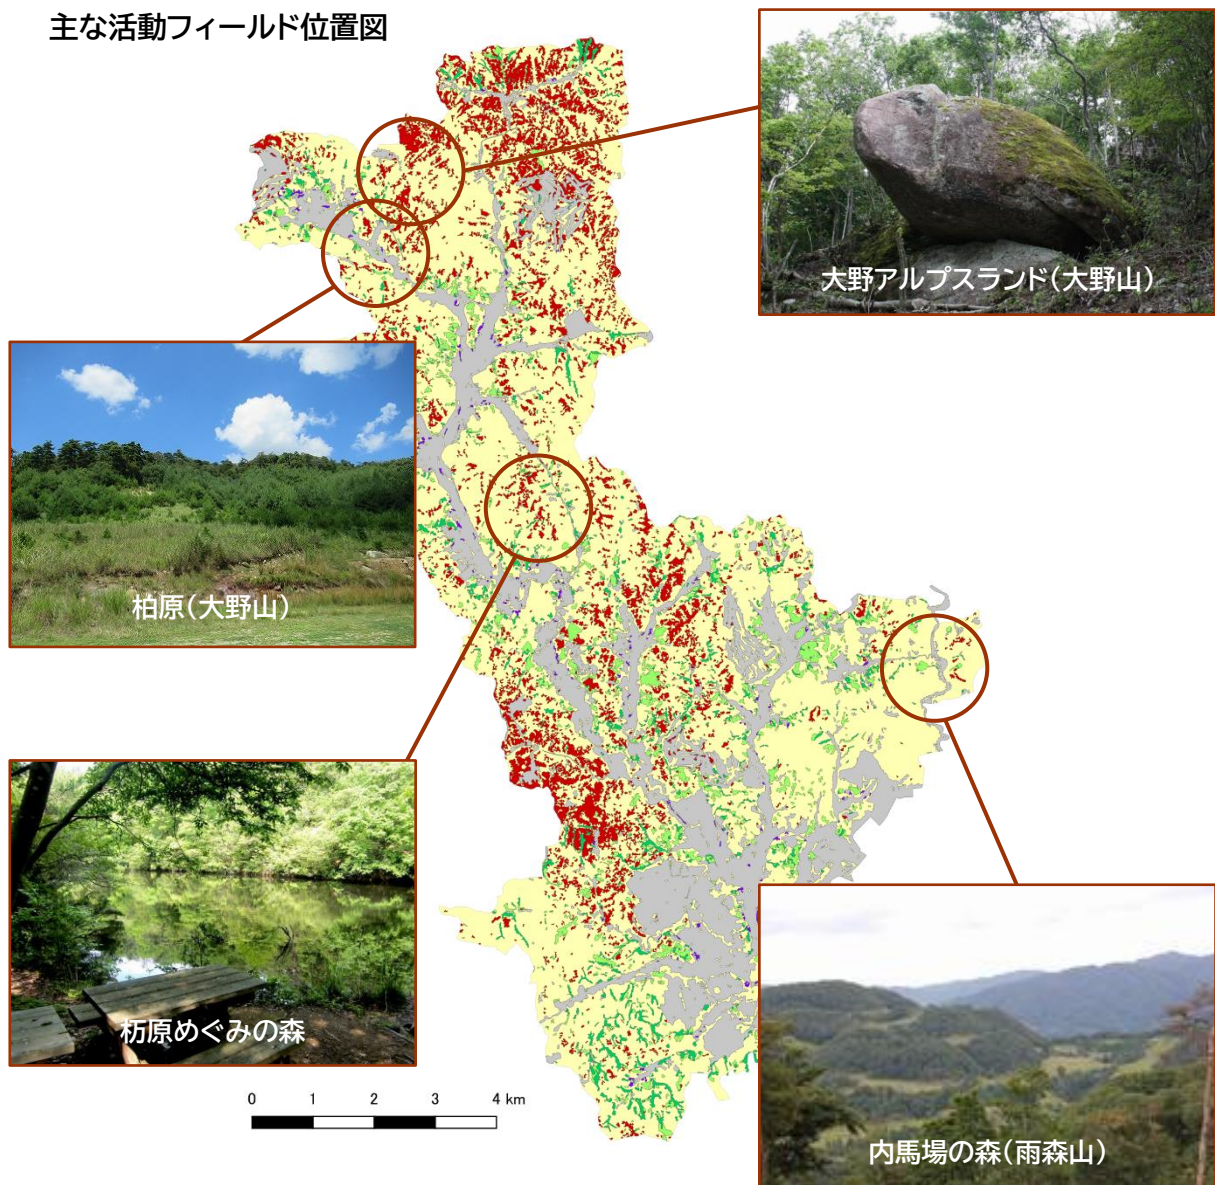 主な活動フィールド位置図
大野アルプスランド(大野山)
柏原(大野山)
栃原めぐみの森
0 1 2 3 4 km
内馬場の森(雨森山)